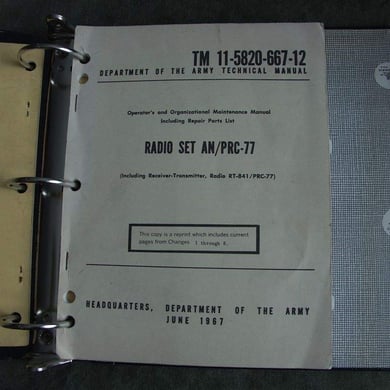 TM 11-5820-667-12
DEPARTMENT OF THE ARMY TECHNICAL MANUAL
Operator's and Organizational Maintenance Manual
Including Repair Parts List
RADIO SET AN/PRC-77
(Including Receiver-Transmitter, Radio RT-841/PRC-77)
This copy is a reprint which includes current
pages from Changes 1 through 8.
HEADQUARTERS, DEPARTMENT OF THE ARMY
JUNE 1967